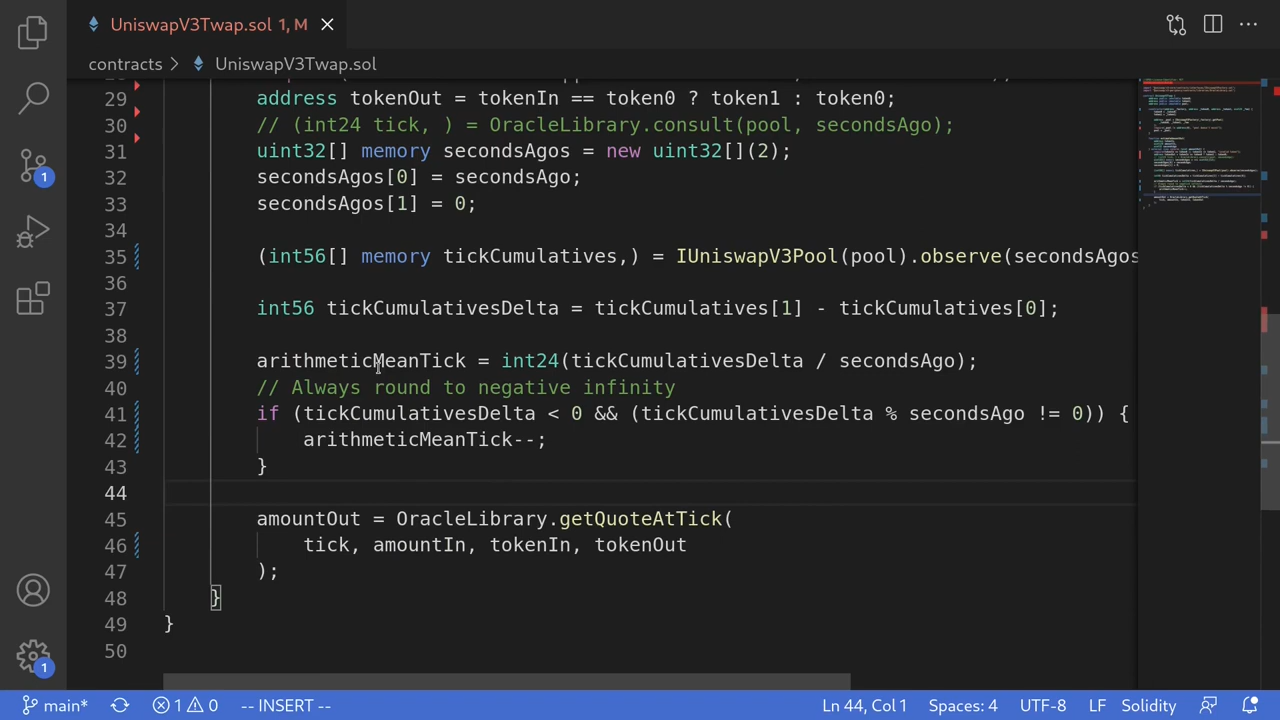 UniswapV3Twap.sol 1, M
contracts > UniswapV3Twap.sol
29 address tokenOut tokenIn == token0 ? token1 : token0;
30 // (int24 tick, = OracleLibrary.consult(pool, secondsAgo);
31 uint32[] memory secondsAgos = new uint32[](2);
32 secondsAgos[0] = secondsAgo;
33 secondsAgos[1] = 0;
34
35 (int56[] memory tickCumulatives,) = IUniswapV3Pool(pool).observe(secondsAgos
36
37 int56 tickCumulativesDelta = tickCumulatives[1] - tickCumulatives[0];
38
39 arithmeticMeanTick = int24(tickCumulativesDelta / secondsAgo);
40 // Always round to negative infinity
41 if (tickCumulativesDelta < 0 && (tickCumulativesDelta % secondsAgo != 0)) {
42 arithmeticMeanTick--;
43 }
44
45 amountOut = OracleLibrary.getQuoteAtTick(
46 tick, amountIn, tokenIn, tokenOut
47 );
48 }
49 }
50
1
1
main* 1 0 -- INSERT -- Ln 44, Col 1 Spaces: 4 UTF-8 LF Solidity